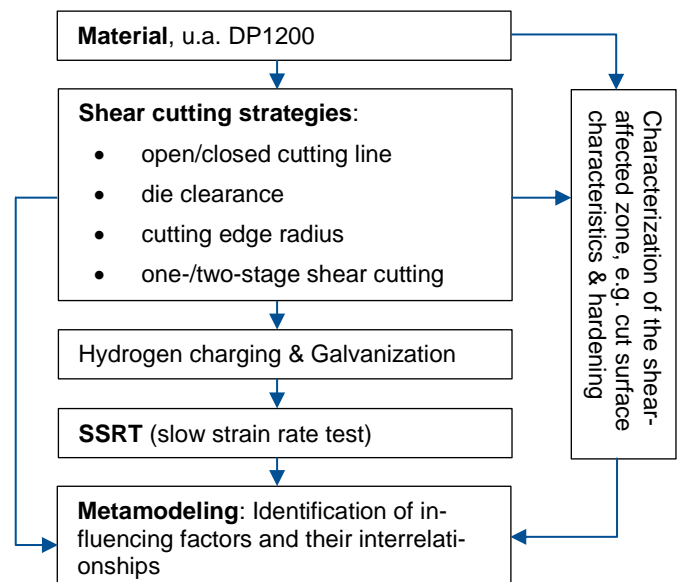 Material, u.a. DP1200
Shear cutting strategies:
• open/closed cutting line
• die clearance
• cutting edge radius
• one-/two-stage shear cutting
Hydrogen charging & Galvanization
SSRT (slow strain rate test)
Metamodeling: Identification of in-
fluencing factors and their interrelati-
onships
Characterization of the shear-
affected zone, e.g. cut surface
characteristics & hardening